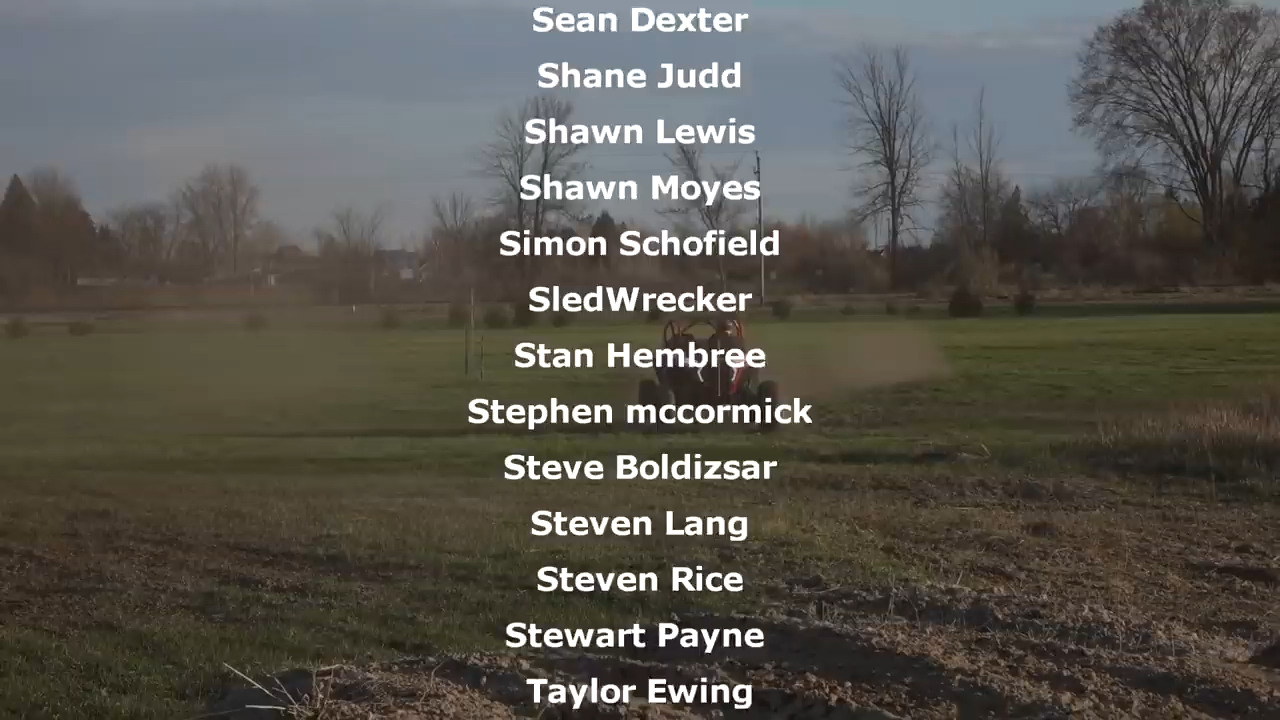 Sean Dexter
Shane Judd
Shawn Lewis
Shawn Moyes
Simon Schofield
SledWrecker
Stan Hembree
Stephen mccormick
Steve Boldizsar
Steven Lang
Steven Rice
Stewart Payne
Taylor Ewing